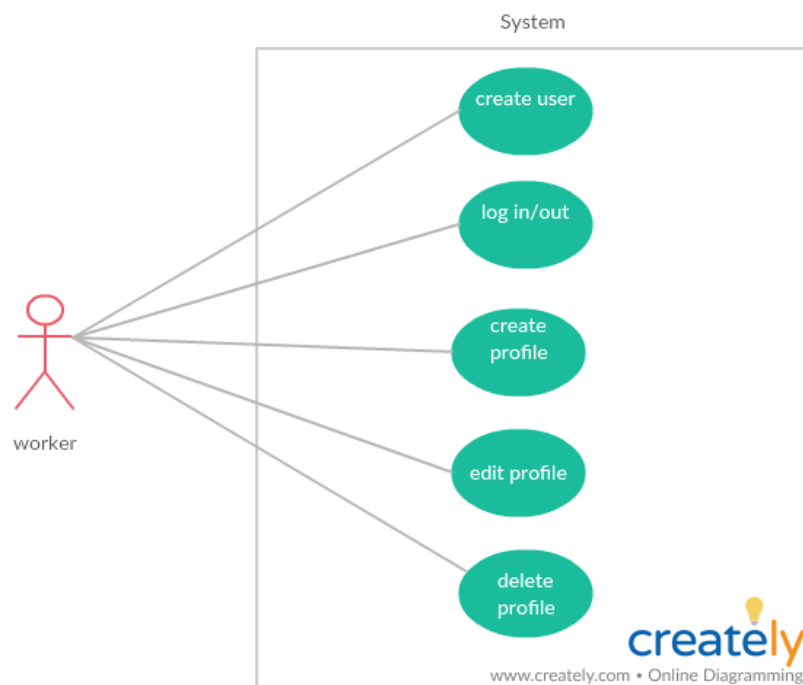 System
create user
log in/out
create
profile
worker
edit profile
delete
profile
creately
www.creately.com • Online Diagramming